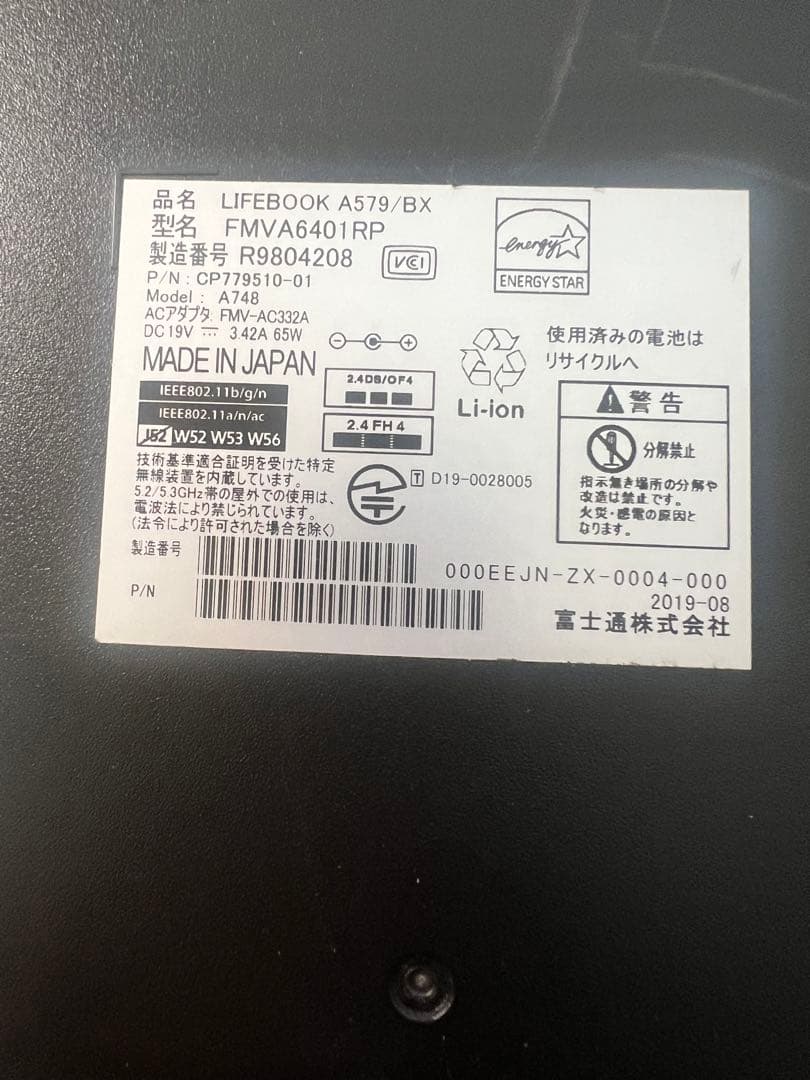 品名 LIFEBOOK A579/BX
型名 FMVA6401RP
製造番号 R9804208
VCCI
P/N : CP779510-01
Model : A748
ACアダプタ: FMV-AC332A
DC 19V 3.42A 65W
MADE IN JAPAN
energy
ENERGY STAR
使用済みの電池は
リサイクルへ
Li-ion
IEEE802.11b/g/n
IEEE802.11a/n/ac
J52 W52 W53 W56
2.4DS/OF4
2.4FH4
警告
分解禁止
指示無き場所の分解や
改造は禁止です。
火災・感電の原因と
なります。
技術基準適合証明を受けた特定
無線装置を内蔵しています。
5.2/5.3GHz帯の屋外での使用は、
電波法により禁じられています。
(法令により許可された場合を除く)
T D19-0028005
製造番号
P/N
000EEJN-ZX-0004-000
2019-08
富士通株式会社